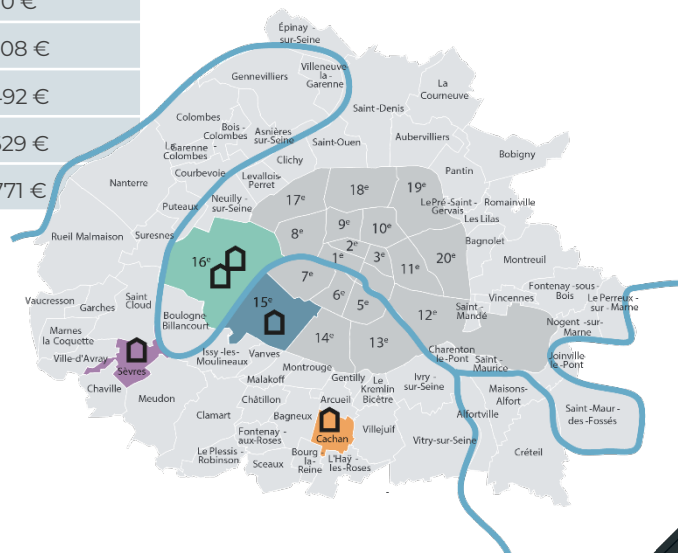 0 €
08 €
492 €
529 €
771 €
Épinay -
sur-Seine
Villeneuve
-la -
Garenne
Gennevilliers
La
Courneuve
Saint-Denis
Colombes
Bois -
Colombes
Asnières
sur-Seine
Saint-Ouen
Aubervilliers
La Garenne -
Colombes
Clichy
Bobigny
Courbevoie
Levallois-
Perret
Pantin
Nanterre
Puteaux
Neuilly -
sur-Seine
17e
18e
19e
Le Pré -Saint -
Gervais
Romainville
Les Lilas
Rueil Malmaison
Suresnes
8e
9e
10e
2e
1e
3e
Bagnolet
16e
7e
11e
20e
Montreuil
Vaucresson
Garches
Saint
Cloud
15e
6e
5e
12e
Saint -
Mandé
Vincennes
Fontenay -sous -
Bois
Le Perreux -
sur -Marne
Marnes
la Coquette
Boulogne
Billancourt
14e
13e
Nogent -sur-
Marne
Ville-d'Avray
Sèvres
Issy -les-
Moulineaux
Vanves
Montrouge
Charenton
le-Pont
Saint -
Maurice
Joinville
-le-Pont
Chaville
Meudon
Malakoff
Gentilly
Le
Kremlin
Bicètre
Ivry -
sur-Seine
Maisons-
Alfort
Châtillon
Arcueil
Clamart
Bagneux
Cachan
Villejuif
Alfortville
Saint -Maur -
des-Fossés
Fontenay -
aux-Roses
Vitry-sur-Seine
Le Plessis -
Robinson
Sceaux
Bourg -
la-
Reine
L'Haÿ -
les-Roses
Créteil